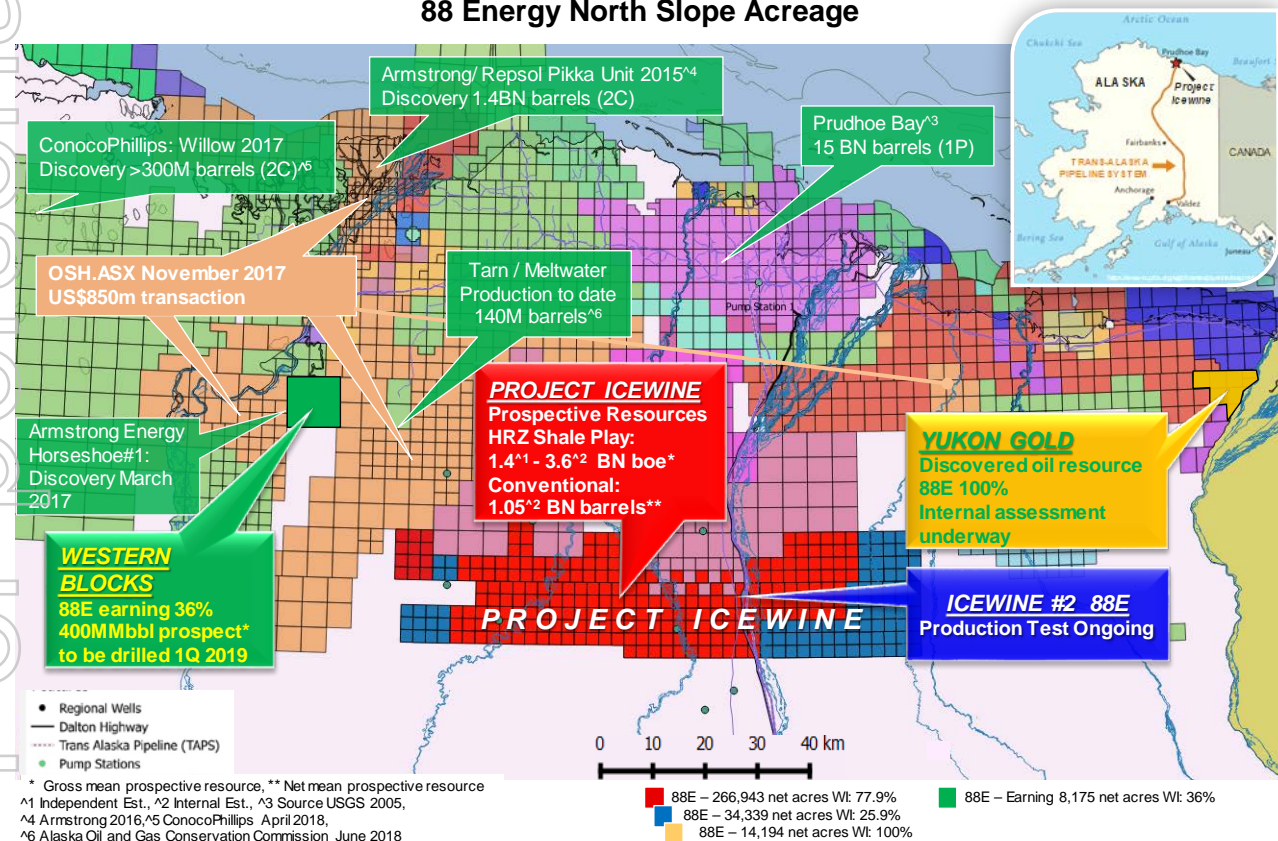 88 Energy North Slope Acreage
Armstrong/ Repsol Pikka Unit 2015^4
Discovery 1.4BN barrels (2C)
ConocoPhillips: Willow 2017
Discovery >300M barrels (2C)^5
Prudhoe Bay^3
15 BN barrels (1P)
Arctic Ocean
Chukchi Sea
Prudhoe Bay
Beaufort
ALASKA
Project
Icewine
Fairbanks
CANADA
TRANS-ALASKA
PIPELINE SYSTEM
Anchorage
Valdez
Bering Sea
Gulf of Alaska
Juneau
OSH.ASX November 2017
US$850m transaction
Tarn / Meltwater
Production to date
140M barrels^6
Pump Station 1
PROJECT ICEWINE
Prospective Resources
HRZ Shale Play:
1.4^1 - 3.6^2 BN boe*
Conventional:
1.05^2 BN barrels**
Armstrong Energy
Horseshoe#1:
Discovery March
2017
YUKON GOLD
Discovered oil resource
88E 100%
Internal assessment
underway
WESTERN
BLOCKS
88E earning 36%
400MMbbl prospect*
to be drilled 1Q 2019
PROJECT ICEWINE
ICEWINE #2 88E
Production Test Ongoing
Regional Wells
Dalton Highway
Trans Alaska Pipeline (TAPS)
Pump Stations
0 10 20 30 40 km
* Gross mean prospective resource, ** Net mean prospective resource
^1 Independent Est., ^2 Internal Est., ^3 Source USGS 2005,
^4 Armstrong 2016,^5 ConocoPhillips April 2018,
^6 Alaska Oil and Gas Conservation Commission June 2018
88E – 266,943 net acres WI: 77.9%
88E – 34,339 net acres WI: 25.9%
88E – 14,194 net acres WI: 100%
88E – Earning 8,175 net acres WI: 36%